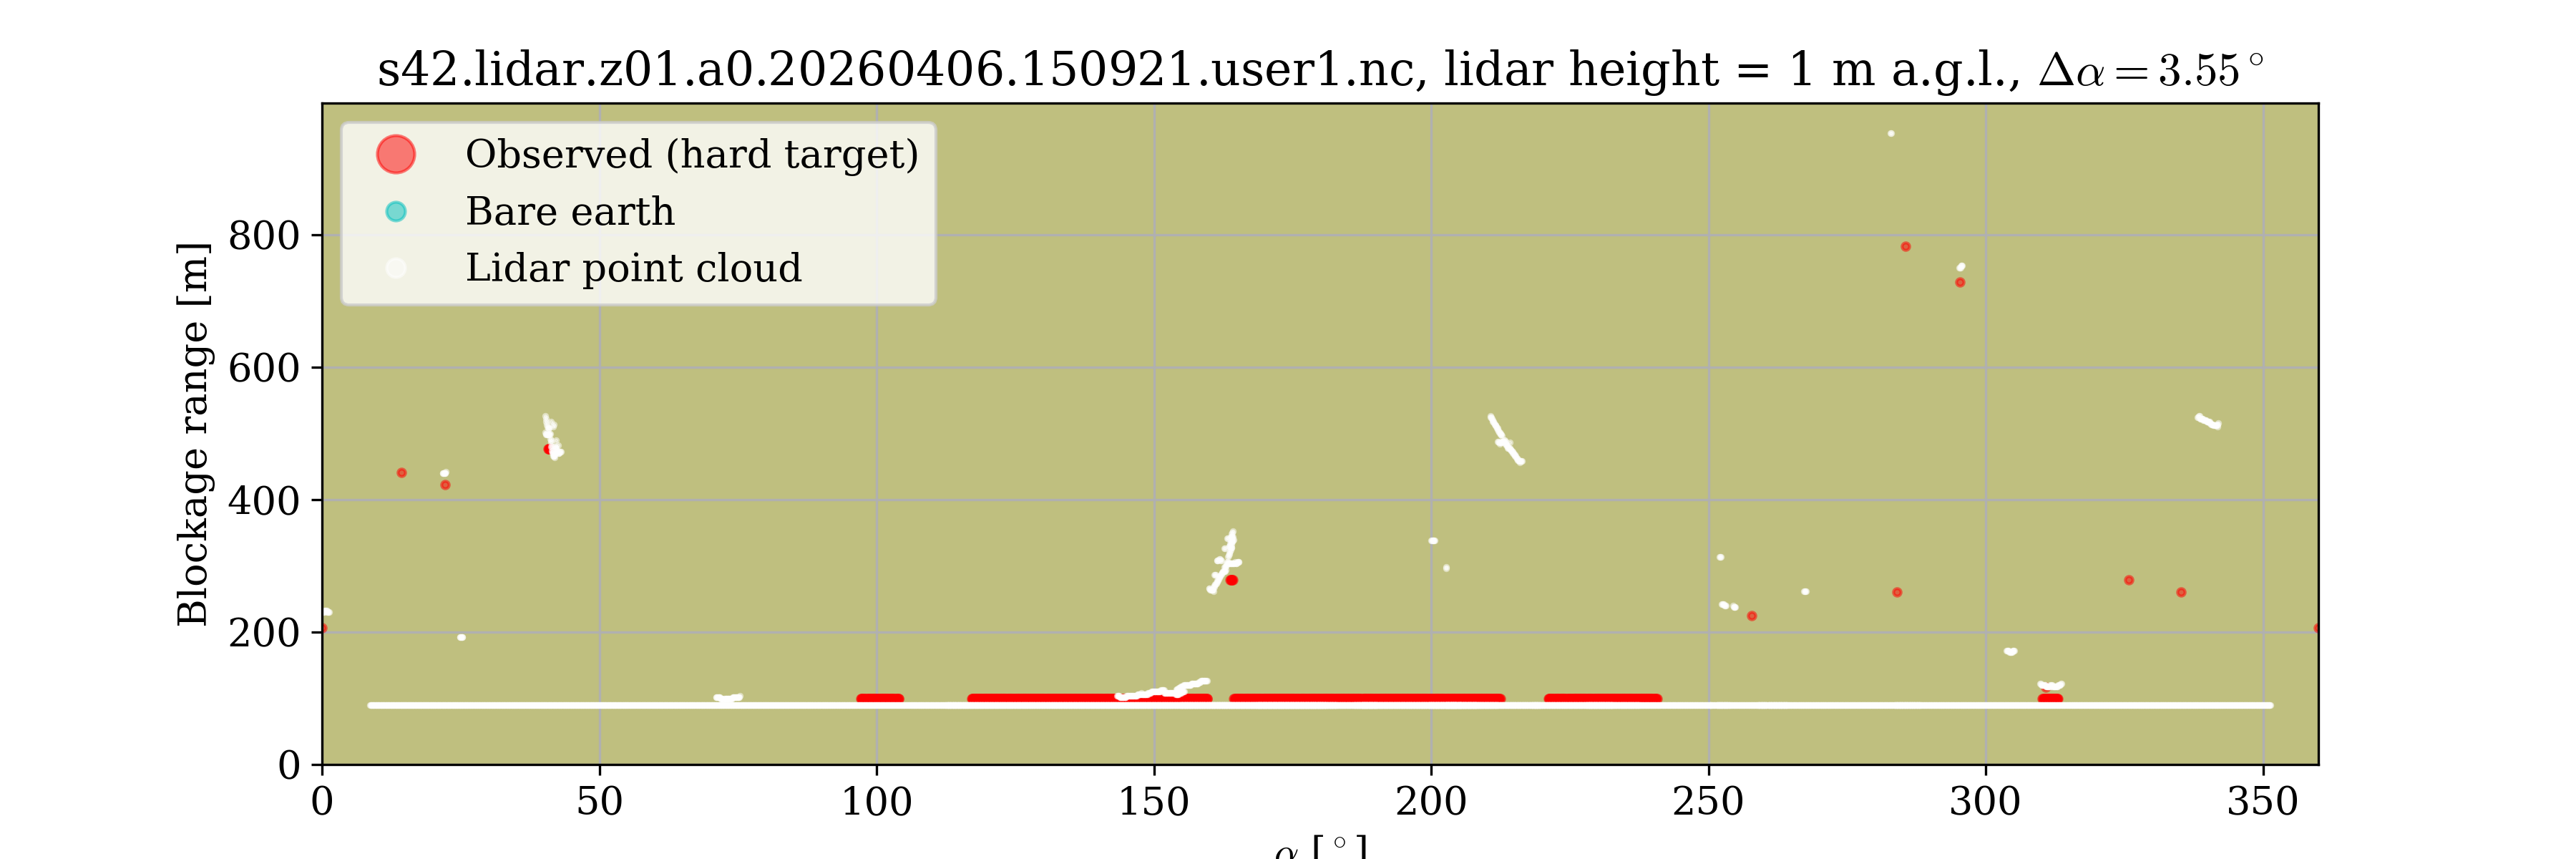 s42.lidar.z01.a0.20260406.150921.user1.nc, lidar height = 1 m a.g.l., Δα = 3.55°
Observed (hard target)
Bare earth
Lidar point cloud
Blockage range [m]
800
600
400
200
0
0 50 100 150 200 250 300 350
α [°]